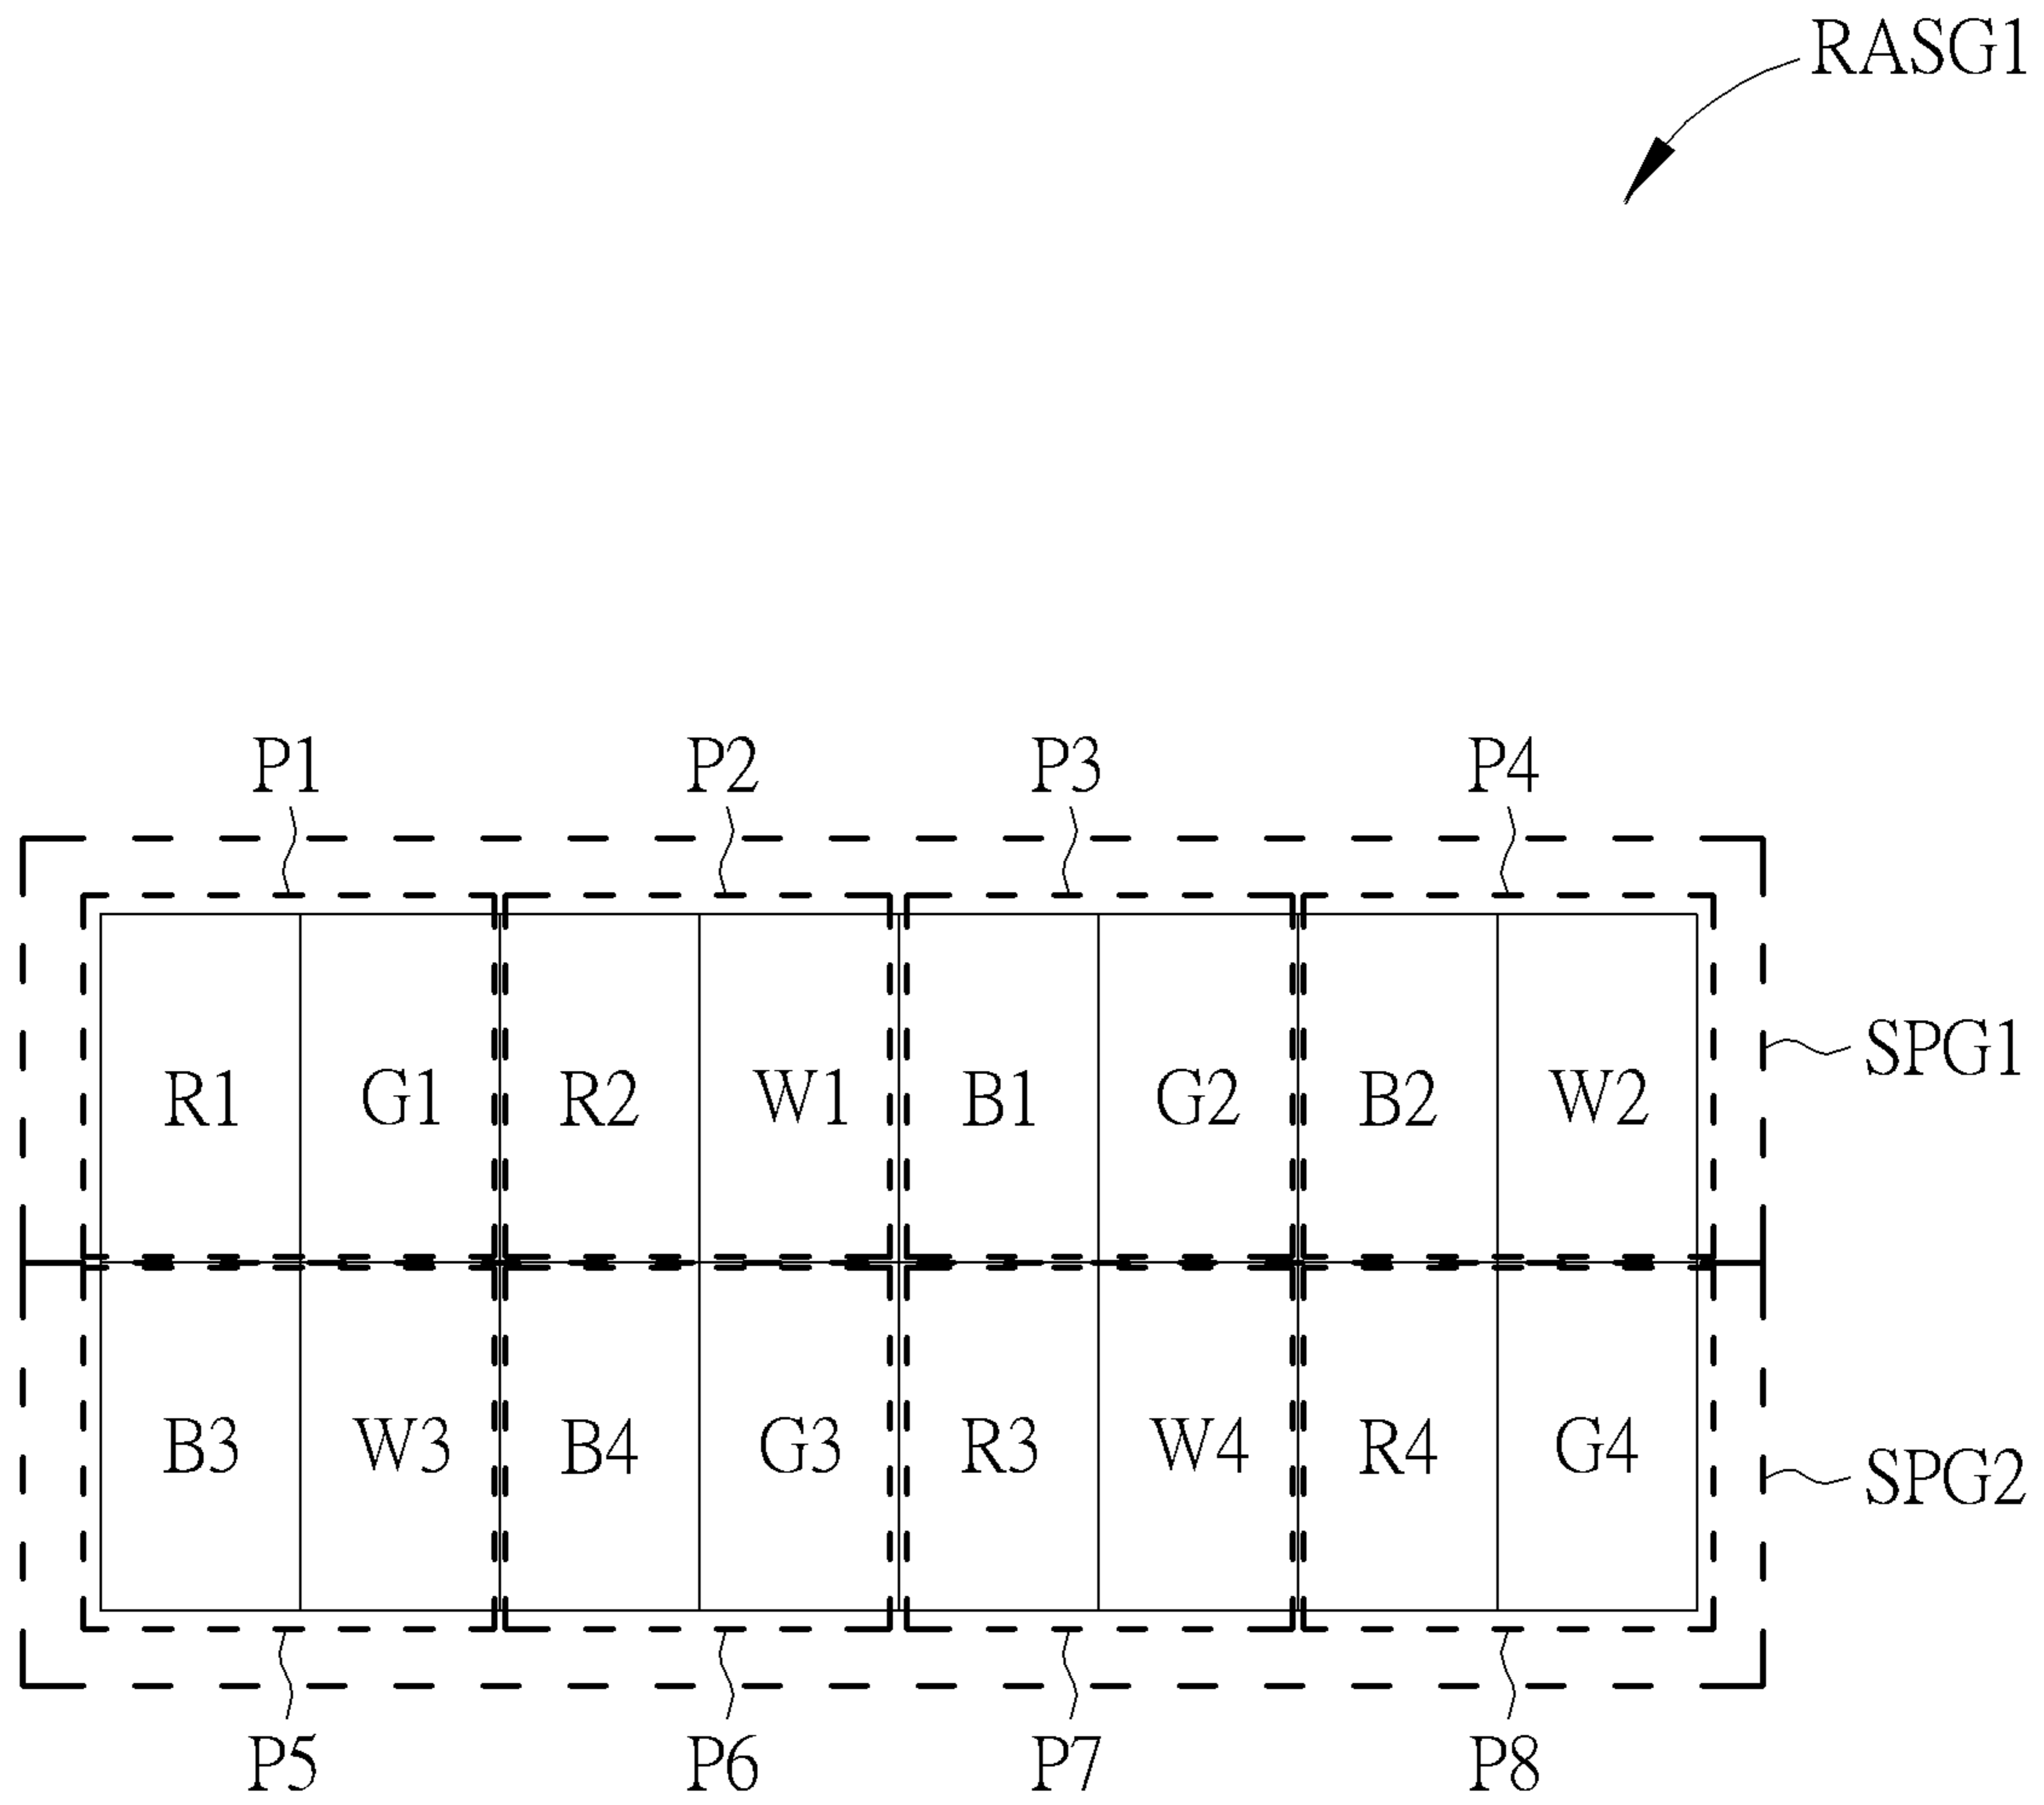 RASG1
P1 P2 P3 P4
R1 G1 R2 W1 B1 G2 B2 W2
SPG1
B3 W3 B4 G3 R3 W4 R4 G4
SPG2
P5 P6 P7 P8